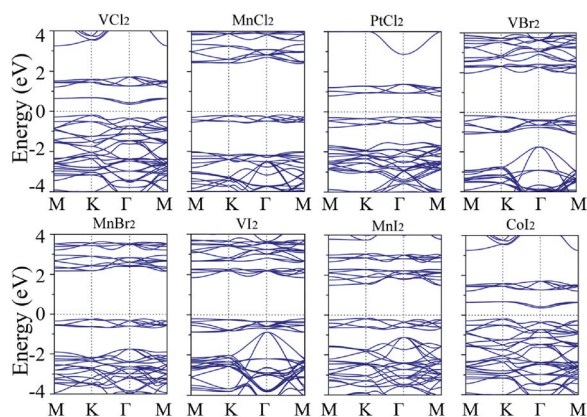 VCl2 MnCl2 PtCl2 VBr2
4
2
0
-2
-4
Energy (eV)
M K Γ M M K Γ M M K Γ M M K Γ M
MnBr2 VI2 MnI2 CoI2
4
2
0
-2
-4
Energy (eV)
M K Γ M M K Γ M M K Γ M M K Γ M